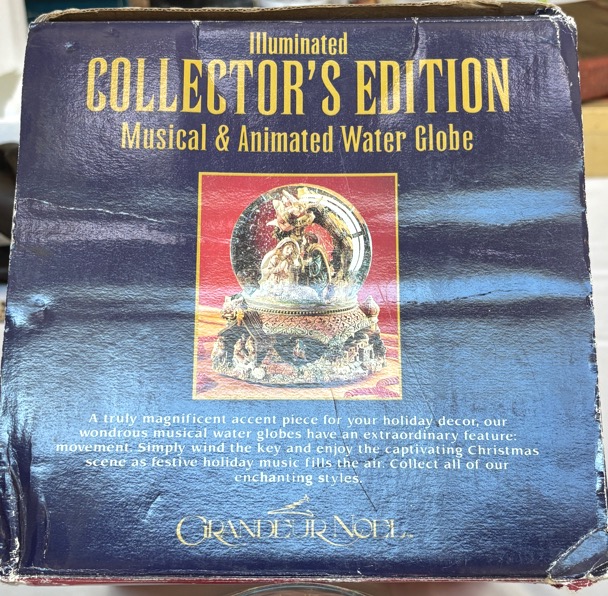 Illuminated
COLLECTOR'S EDITION
Musical & Animated Water Globe
A truly magnificent accent piece for your holiday decor, our
wondrous musical water globes have an extraordinary feature:
movement. Simply wind the key and enjoy the captivating Christmas
scene as festive holiday music fills the air. Collect all of our
enchanting styles.
GRANDEUR NOEL